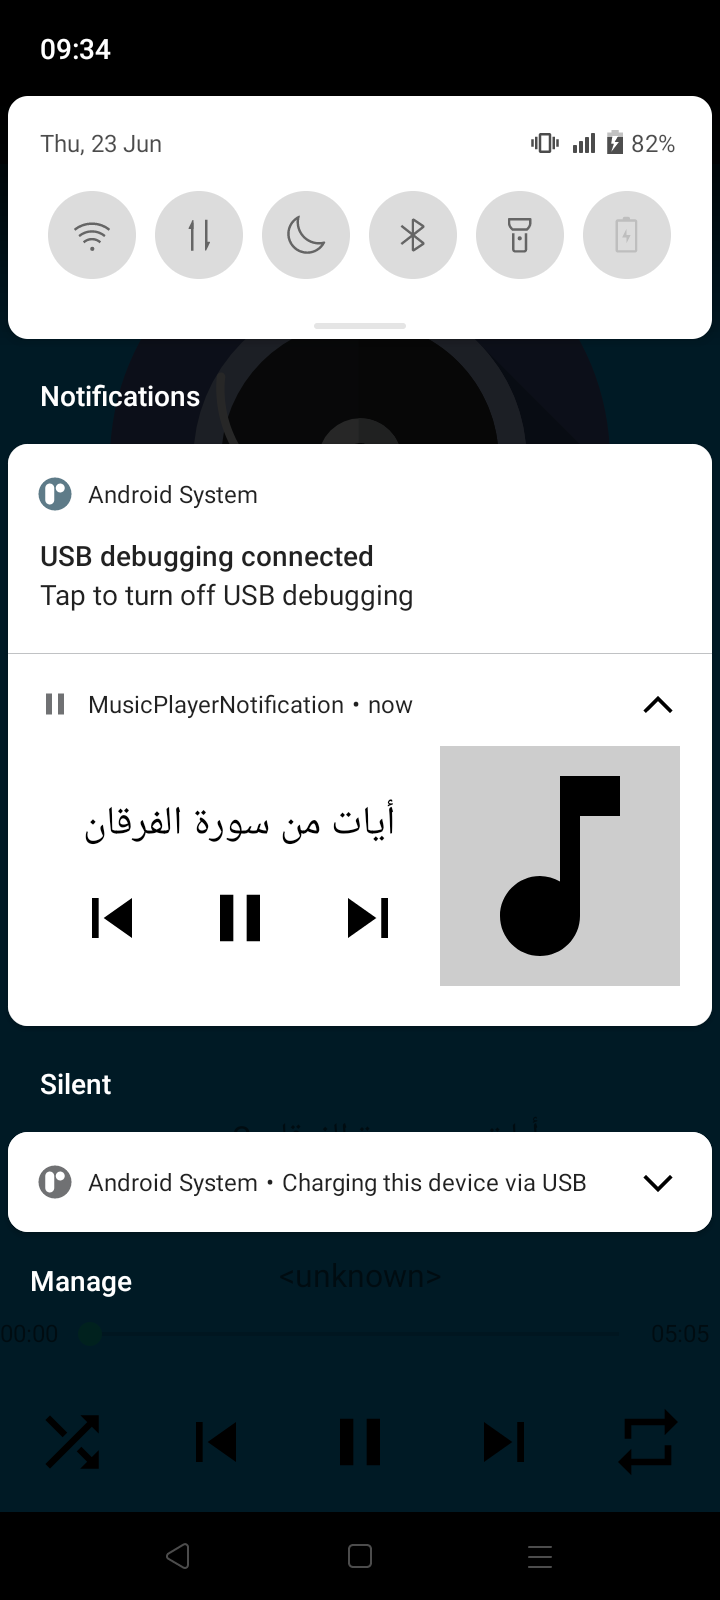 09:34
Thu, 23 Jun
82%
Notifications
Android System
USB debugging connected
Tap to turn off USB debugging
MusicPlayerNotification • now
أيات من سورة الفرقان
Silent
Android System • Charging this device via USB
Manage
<unknown>
00:00
05:05